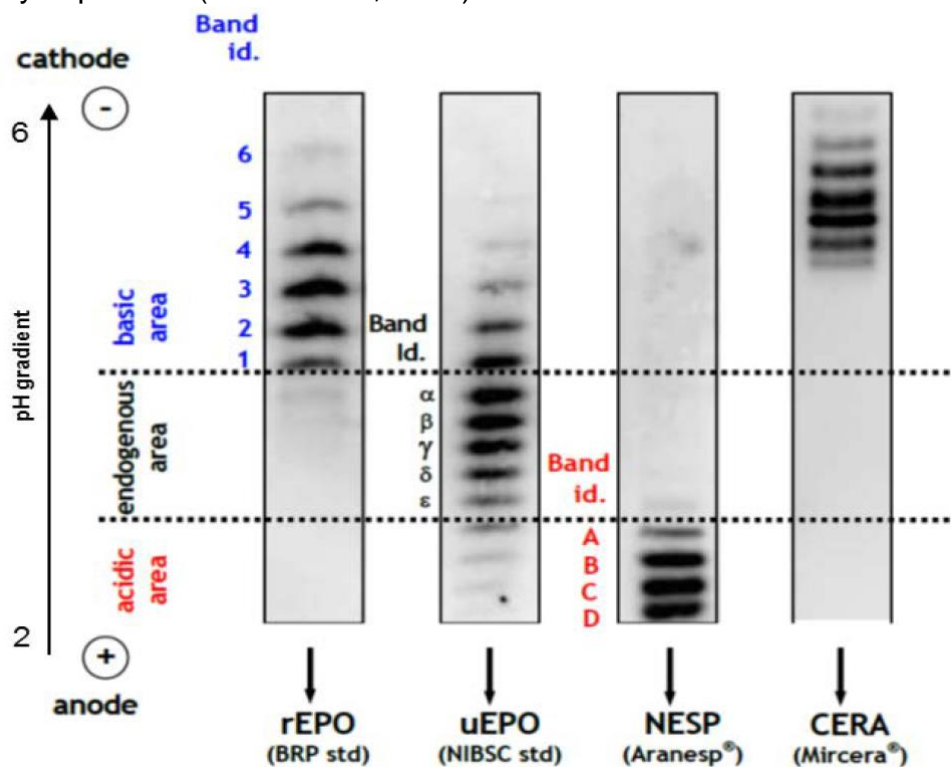 Band
id.
cathode
-
6
6
5
4
3
2
1
basic
area
Band
Id.
pH gradient
endogenous
area
α
β
γ
δ
ε
Band
id.
acidic
area
A
B
C
D
2
+
anode
rEPO
(BRP std)
uEPO
(NIBSC std)
NESP
(Aranesp®)
CERA
(Mircera®)